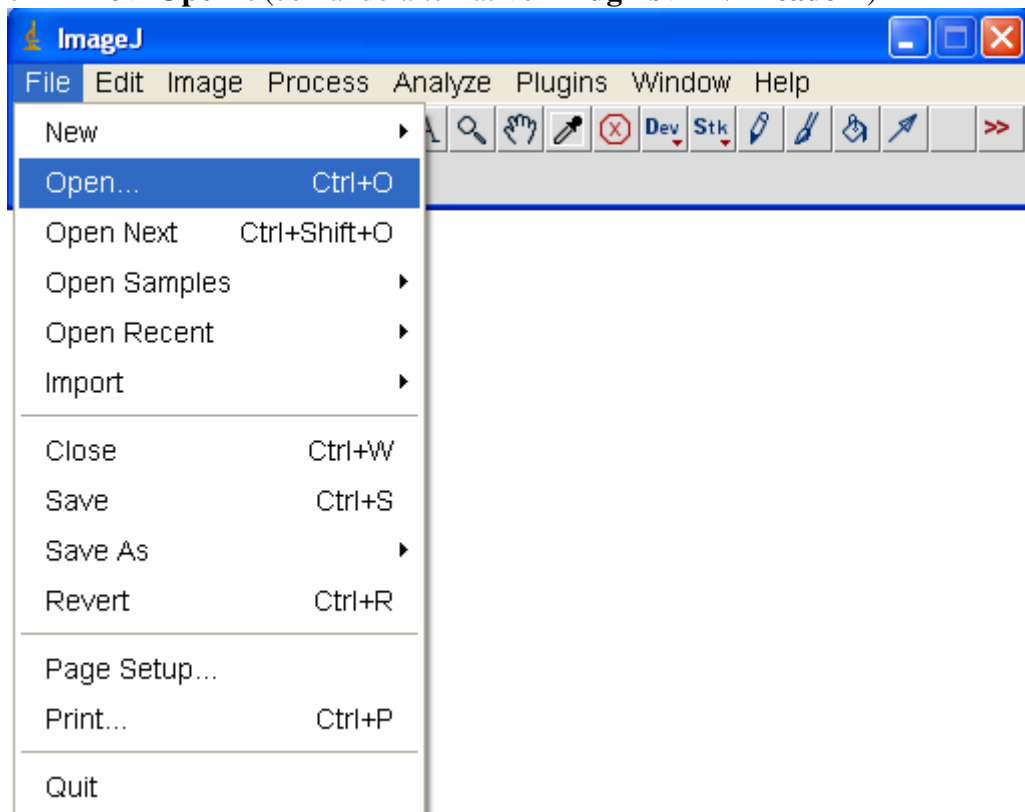 ImageJ
File Edit Image Process Analyze Plugins Window Help
Dev Stk >>
New
Open... Ctrl+O
Open Next Ctrl+Shift+O
Open Samples
Open Recent
Import
Close Ctrl+W
Save Ctrl+S
Save As
Revert Ctrl+R
Page Setup...
Print... Ctrl+P
Quit